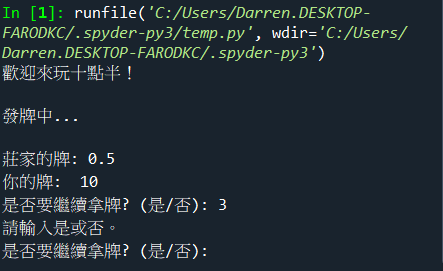 In [1]: runfile('C:/Users/Darren.DESKTOP-
FARODKC/.spyder-py3/temp.py', wdir='C:/Users/
Darren.DESKTOP-FARODKC/.spyder-py3')
歡迎來玩十點半！
發牌中...
莊家的牌: 0.5
你的牌:  10
是否要繼續拿牌? (是/否): 3
請輸入是或否。
是否要繼續拿牌? (是/否):